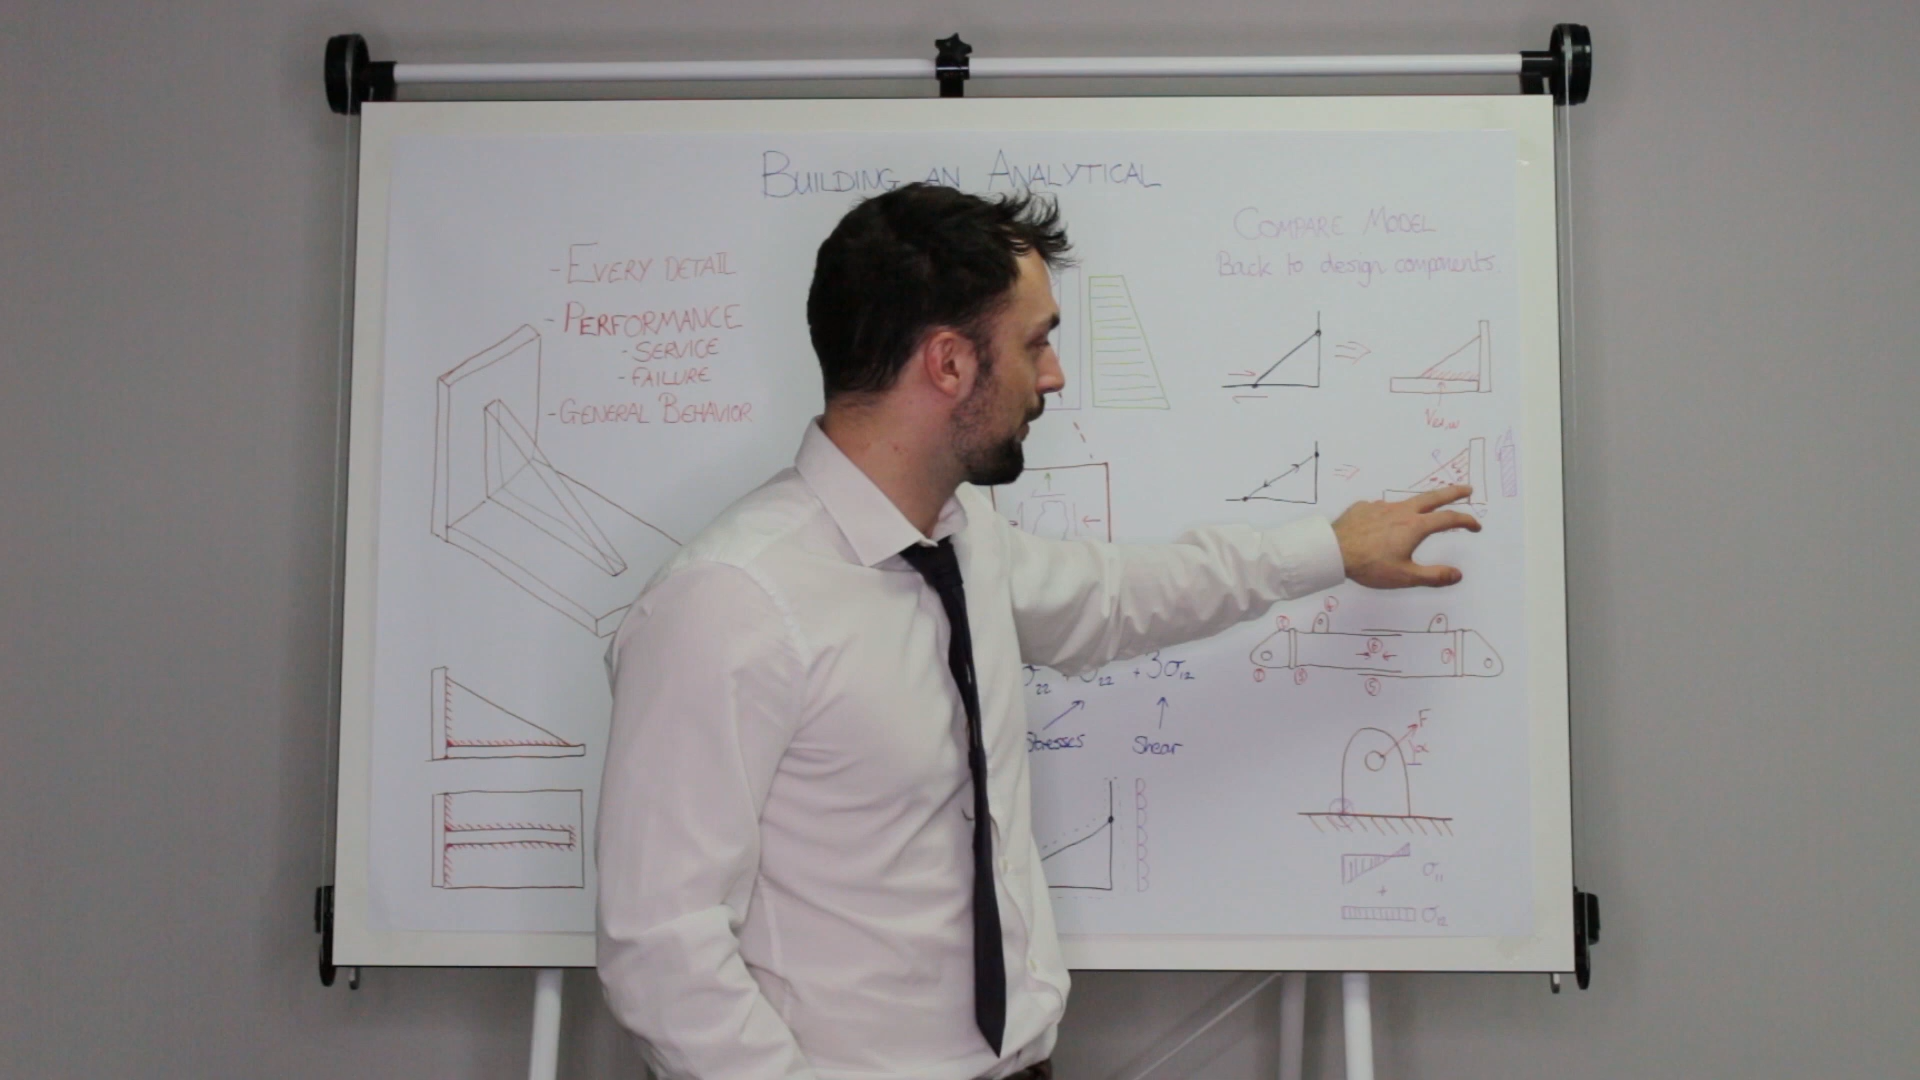 BUILDING AN ANALYTICAL
- EVERY DETAIL
- PERFORMANCE
- SERVICE
- FAILURE
- GENERAL BEHAVIOR
COMPARE MODEL
Back to design components.
σ₂₂ + 3σ₁₂
Stresses
Shear
F
α
σ₁₁
+
σ₁₂